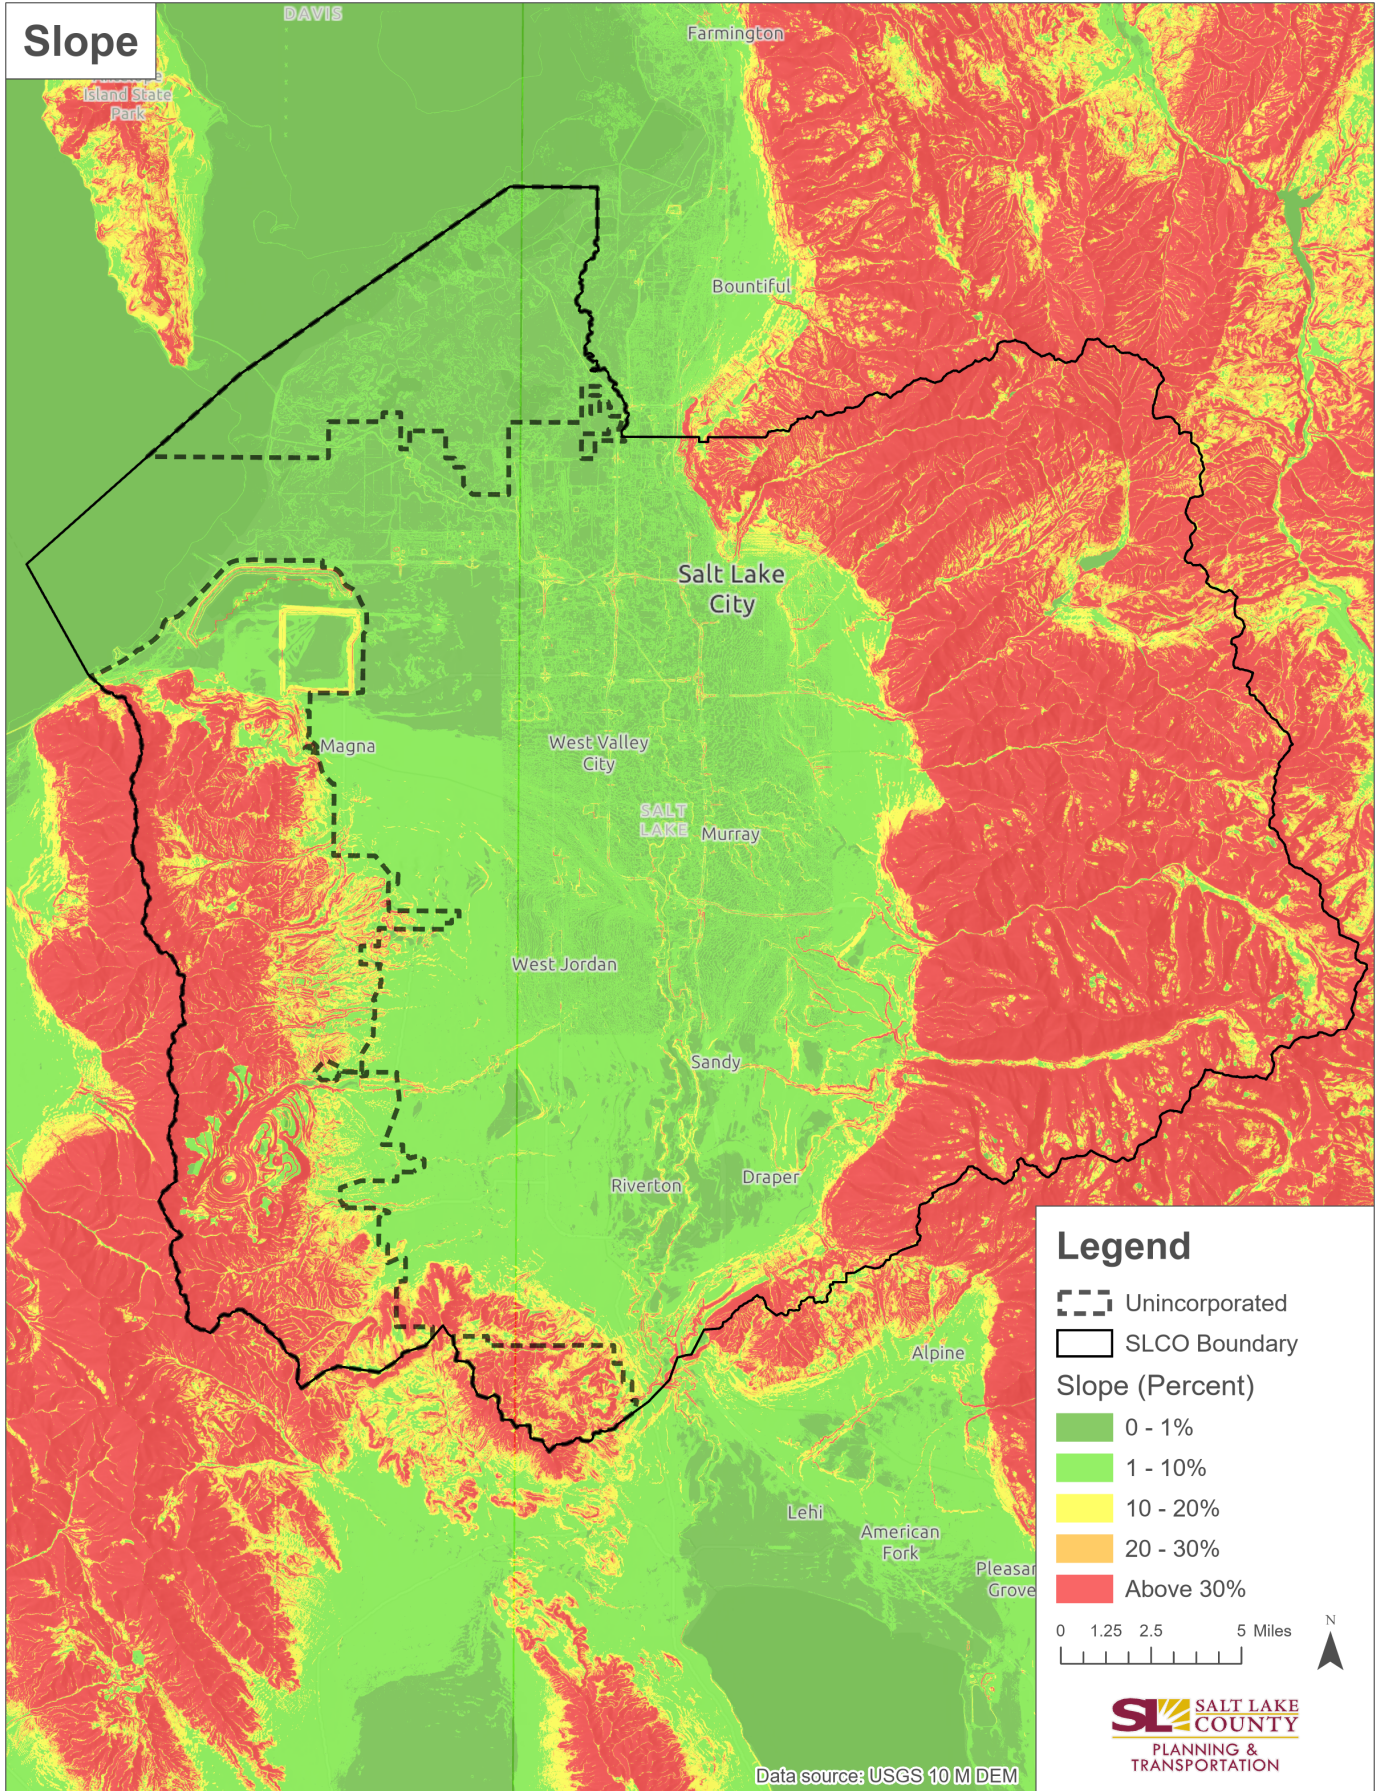 Slope
DAVIS
Farmington
Island State
Park
Bountiful
Salt Lake
City
Magna
West Valley
City
SALT
LAKE
Murray
West Jordan
Sandy
Riverton
Draper
Alpine
Lehi
American
Fork
Pleasan
Grove
Legend
Unincorporated
SLCO Boundary
Slope (Percent)
0 - 1%
1 - 10%
10 - 20%
20 - 30%
Above 30%
0 1.25 2.5 5 Miles
N
SL
SALT LAKE
COUNTY
PLANNING &
TRANSPORTATION
Data source: USGS 10 M DEM